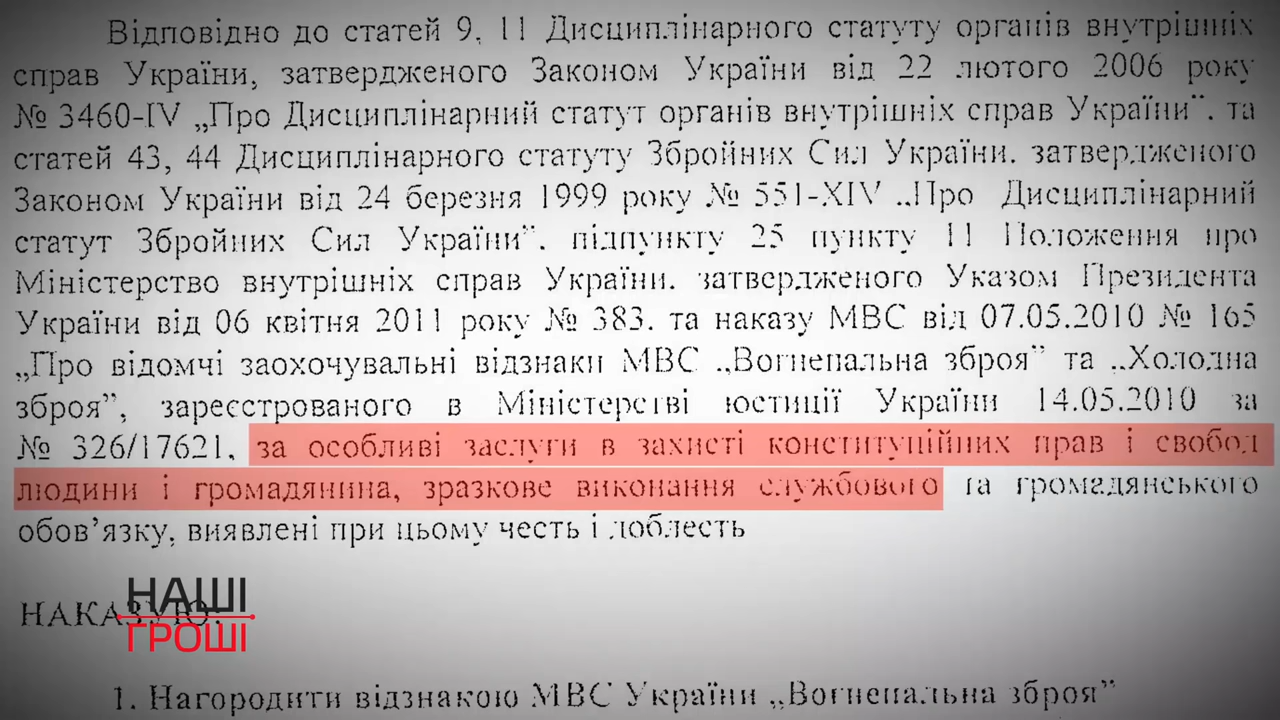 Відповідно до статей 9, 11 Дисциплінарного статуту органів внутрішніх
справ України, затвердженого Законом України від 22 лютого 2006 року
№ 3460-IV „Про Дисциплінарний статут органів внутрішніх справ України”. та
статей 43, 44 Дисциплінарного статуту Збройних Сил України. затвердженого
Законом України від 24 березня 1999 року № 551-XIV „Про Дисциплінарний
статут Збройних Сил України”. підпункту 25 пункту 11 Положення про
Міністерство внутрішніх справ України. затвердженого Указом Президента
України від 06 квітня 2011 року № 383. та наказу МВС від 07.05.2010 № 165
„Про відомчі заохочувальні відзнаки МВС „Вогнепальна зброя” та „Холодна
зброя”, зареєстрованого в Міністерстві юстиції України 14.05.2010 за
№ 326/17621, за особливі заслуги в захисті конституційних прав і свобод
людини і громадянина, зразкове виконання службового та громадянського
обов’язку, виявлені при цьому честь і доблесть
НАКАЗУЮ:
НАШІ
ГРОШІ
1. Нагородити відзнакою МВС України „Вогнепальна зброя”